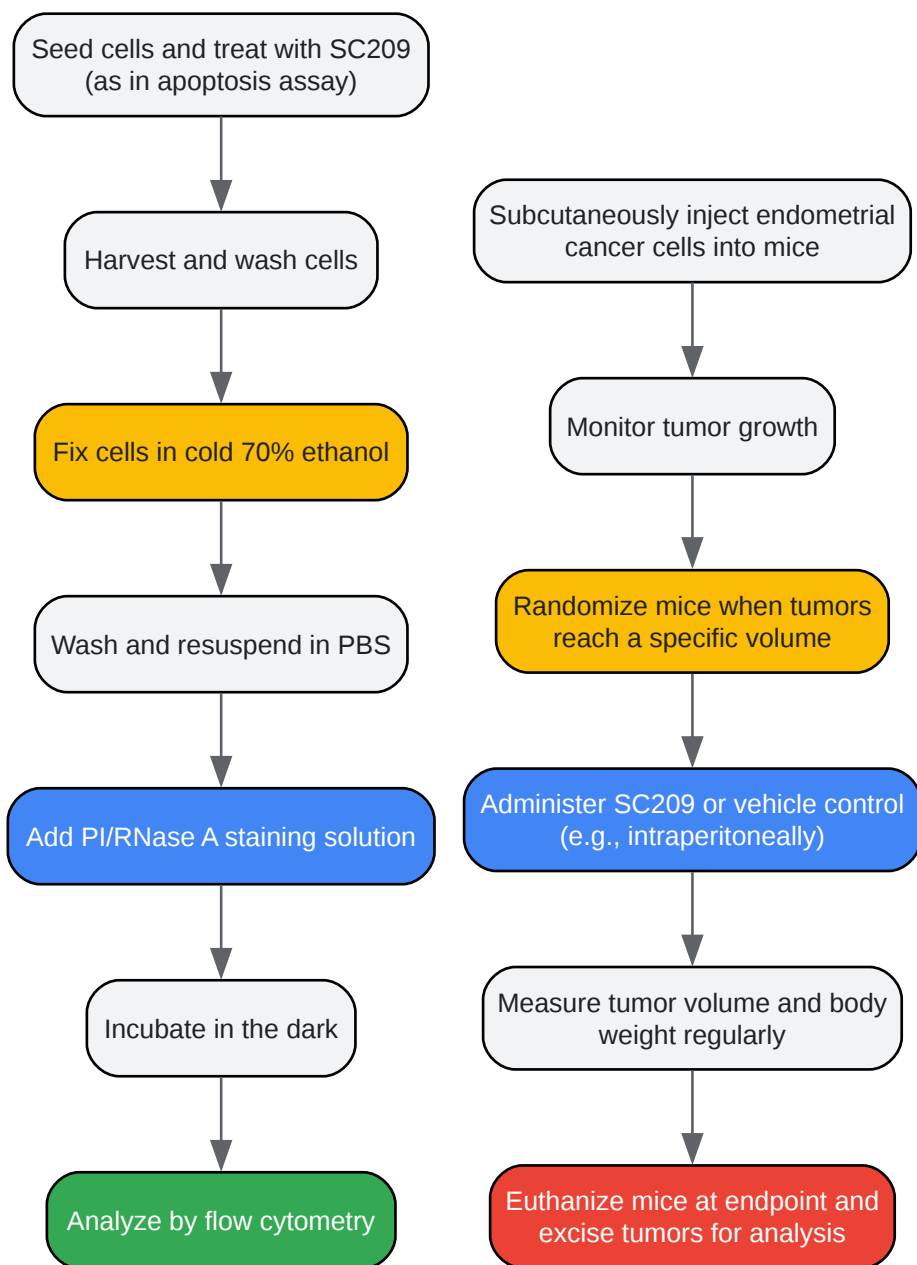 Seed cells and treat with SC209
(as in apoptosis assay)
Harvest and wash cells
Fix cells in cold 70% ethanol
Wash and resuspend in PBS
Add PI/RNase A staining solution
Incubate in the dark
Analyze by flow cytometry
Subcutaneously inject endometrial
cancer cells into mice
Monitor tumor growth
Randomize mice when tumors
reach a specific volume
Administer SC209 or vehicle control
(e.g., intraperitoneally)
Measure tumor volume and body
weight regularly
Euthanize mice at endpoint and
excise tumors for analysis